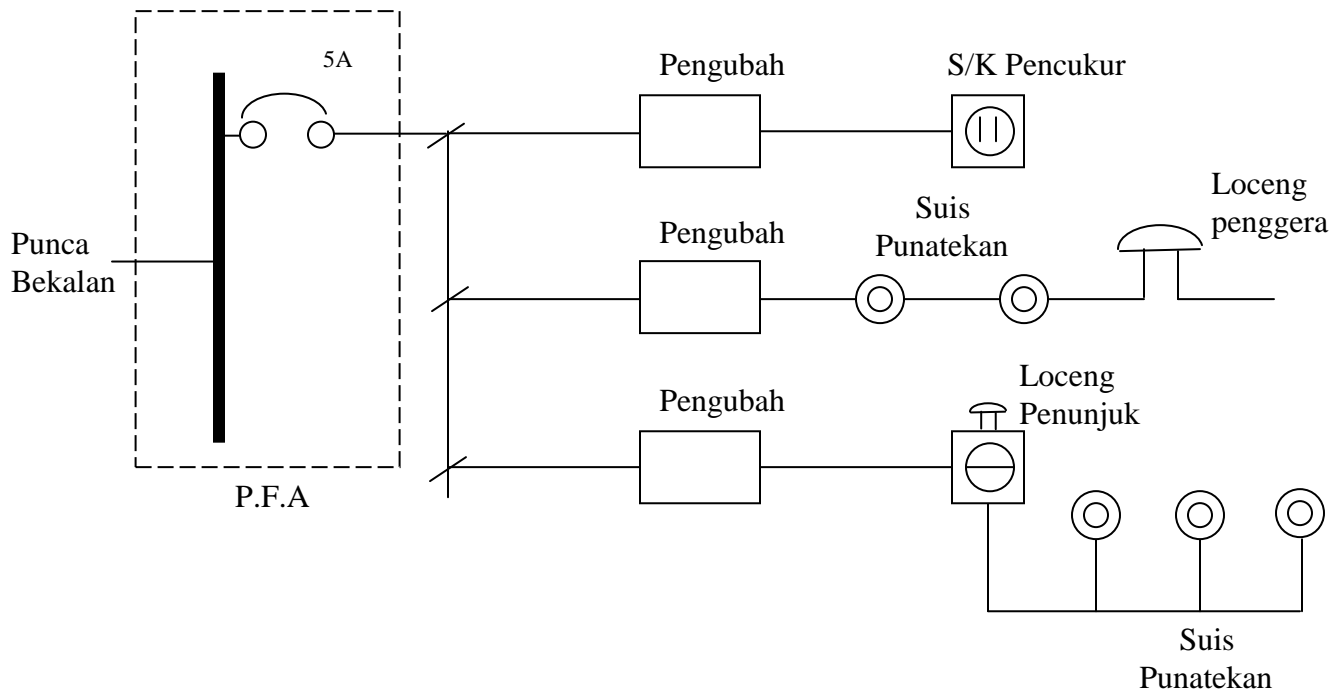 5A
Pengubah
S/K Pencukur
Punca
Bekalan
Pengubah
Suis
Punatekan
Loceng
penggera
Pengubah
Loceng
Penunjuk
P.F.A
Suis
Punatekan